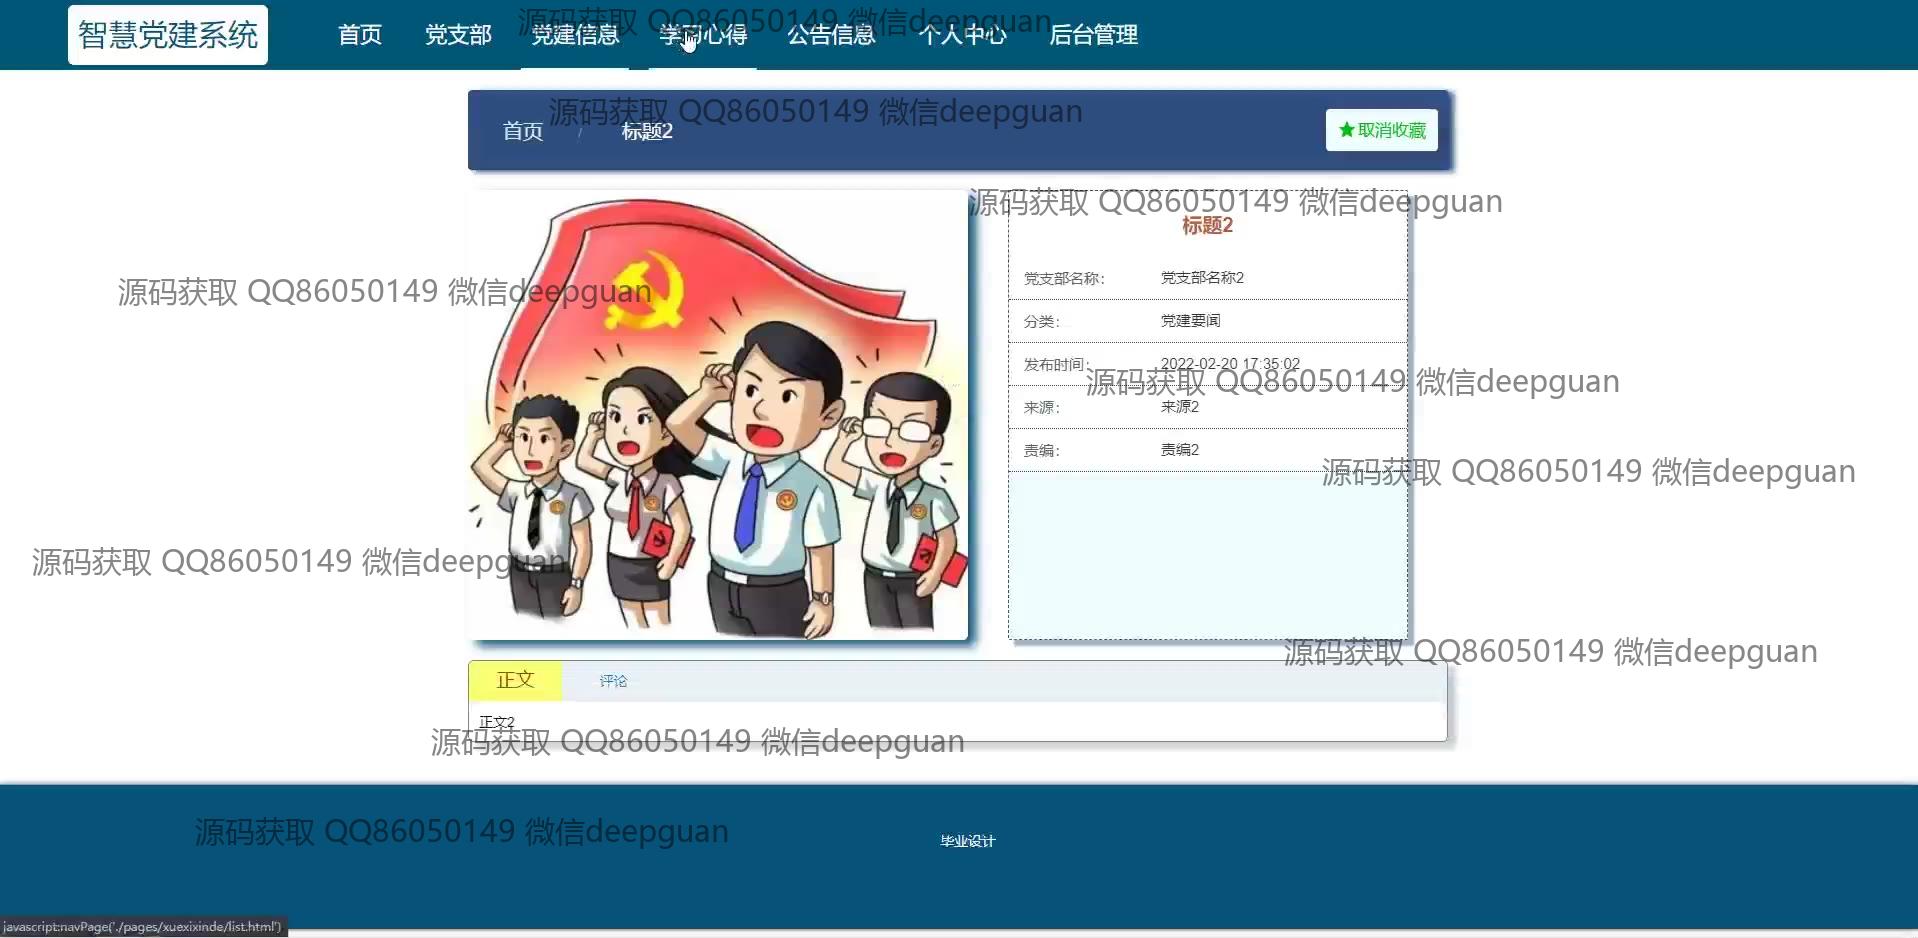 智慧党建系统 首页 党支部 党建信息 学习心得 公告信息 个人中心 后台管理
源码获取 QQ86050149 微信deepguan
源码获取 QQ86050149 微信deepguan
首页 / 标题2 ★取消收藏
源码获取 QQ86050149 微信deepguan
标题2
党支部名称： 党支部名称2
源码获取 QQ86050149 微信deepguan
分类： 党建要闻
发布时间： 2022-02-20 17:35:02
源码获取 QQ86050149 微信deepguan
来源： 来源2
责编： 责编2
源码获取 QQ86050149 微信deepguan
源码获取 QQ86050149 微信deepguan
源码获取 QQ86050149 微信deepguan
正文 评论
正文2
源码获取 QQ86050149 微信deepguan
源码获取 QQ86050149 微信deepguan
毕业设计
javascript:navPage('./pages/xuexixinde/list.html')